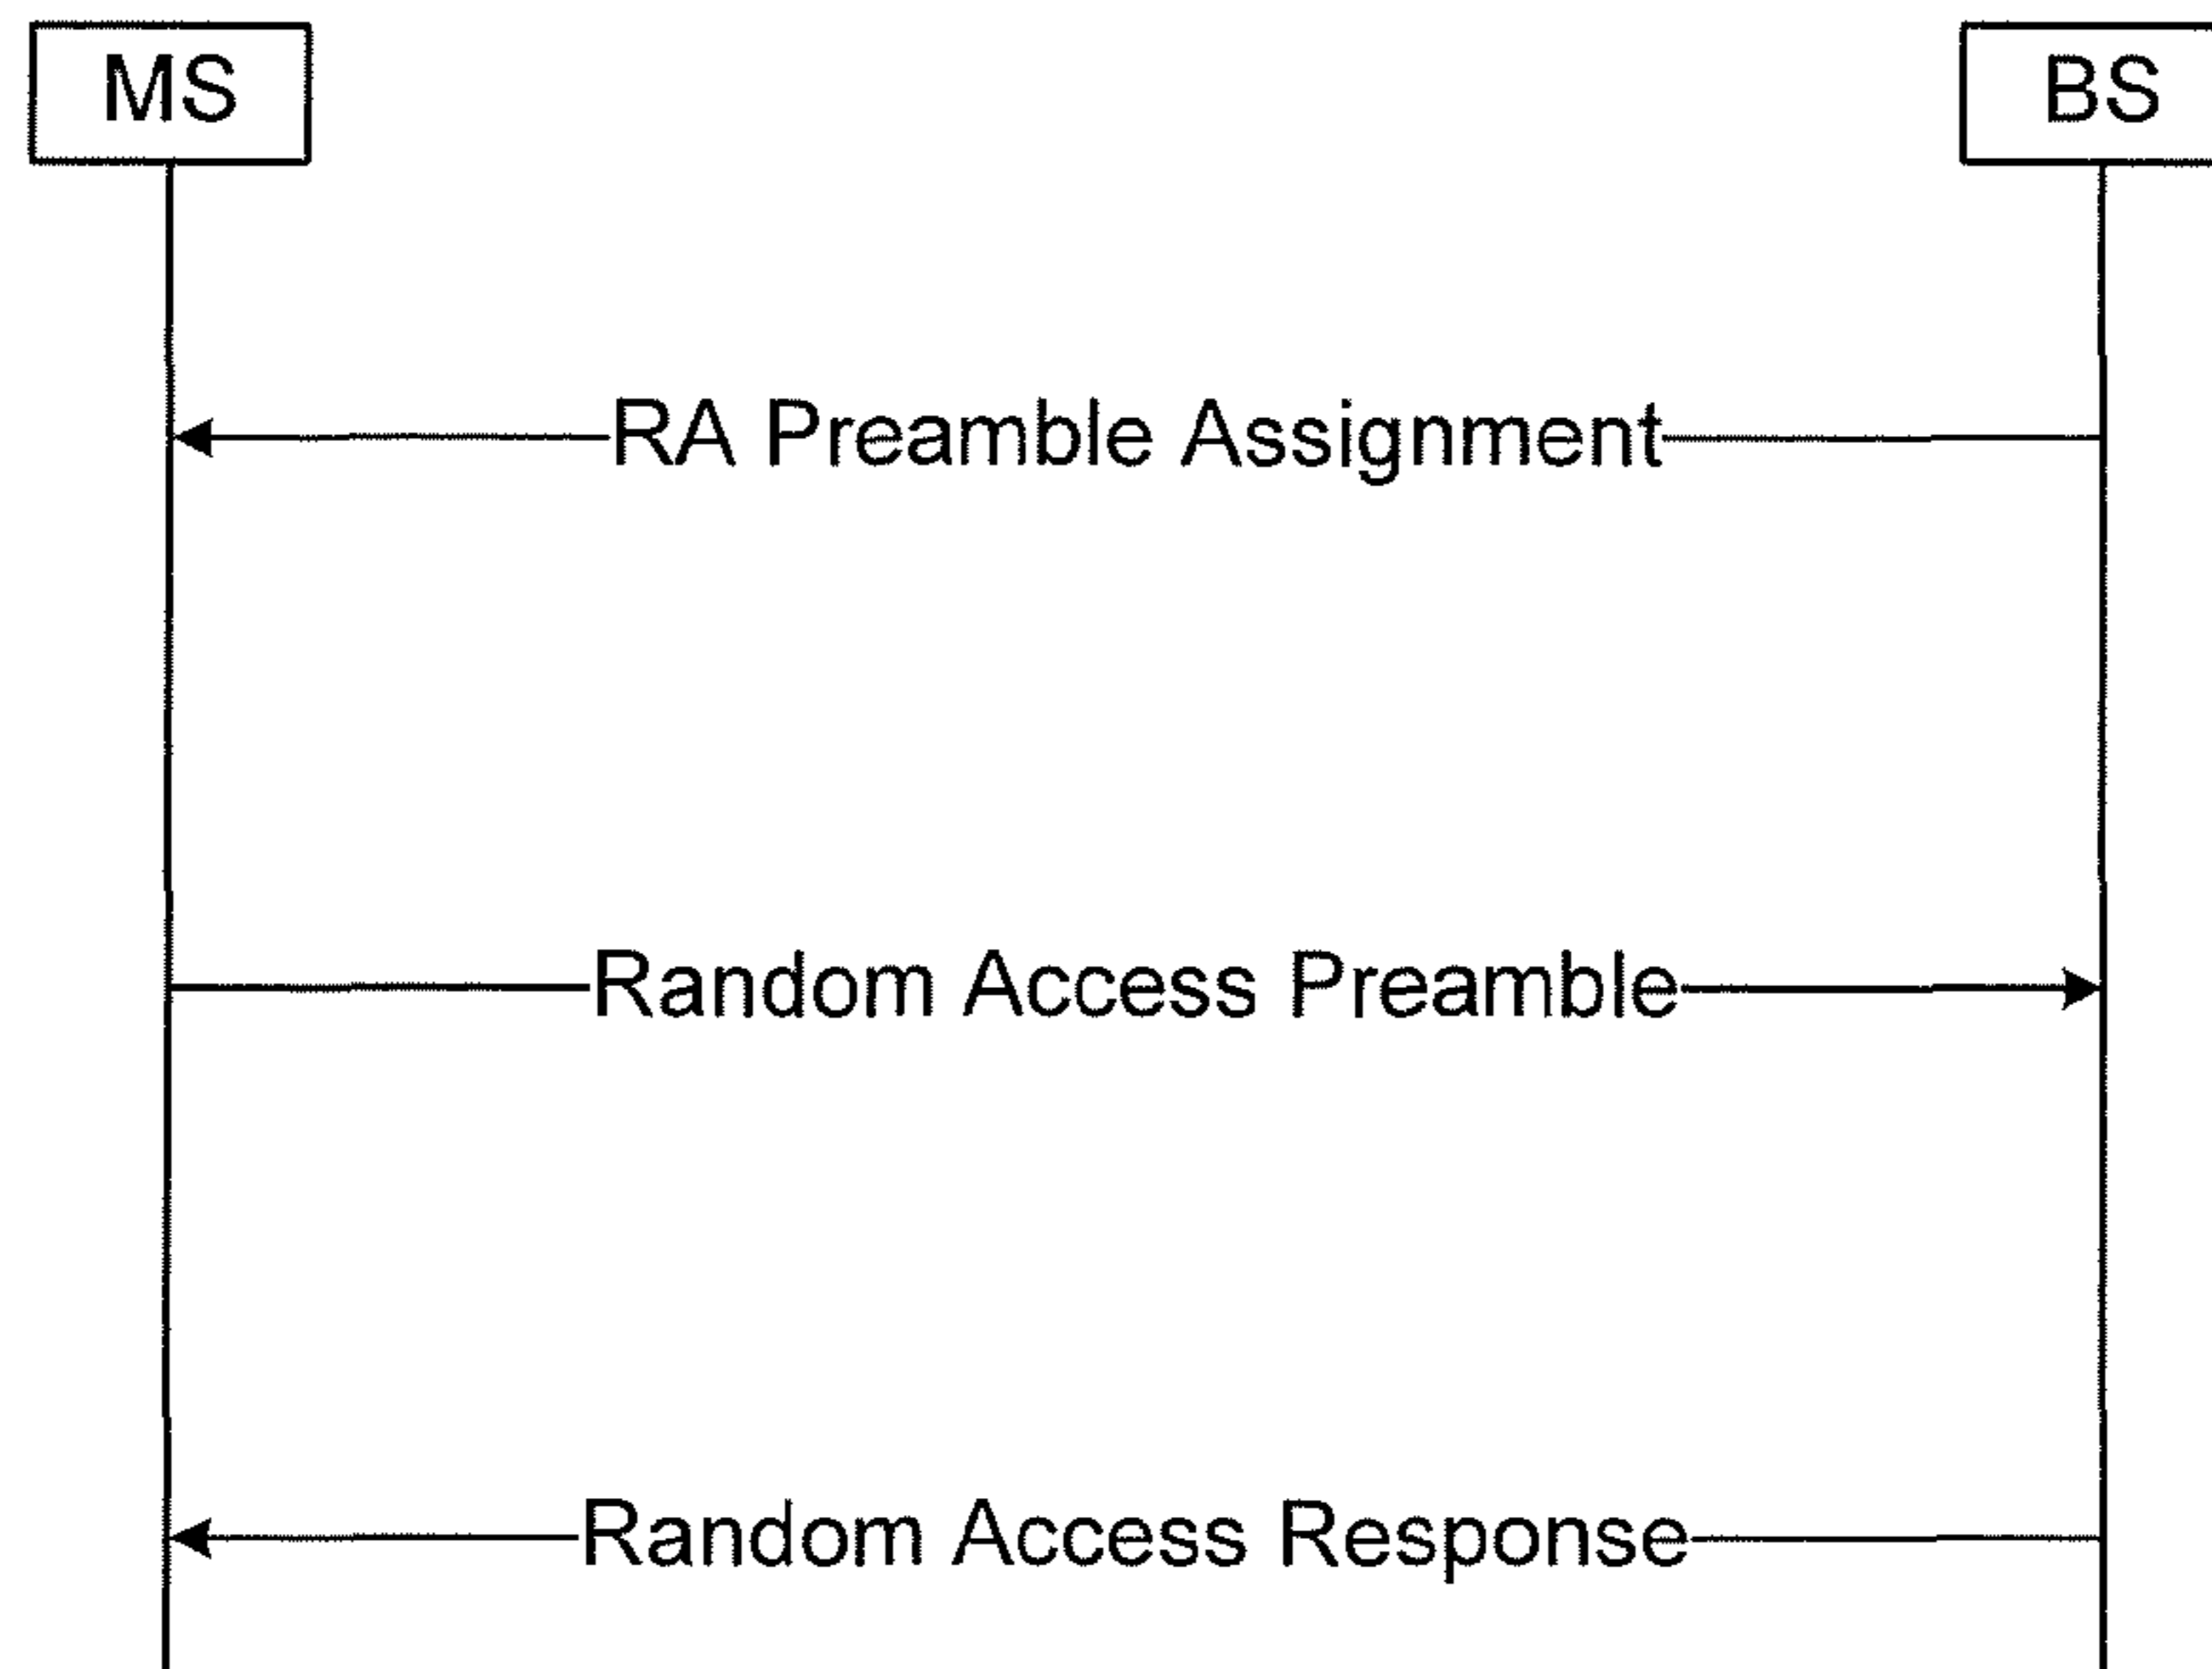 MS
BS
RA Preamble Assignment
Random Access Preamble
Random Access Response